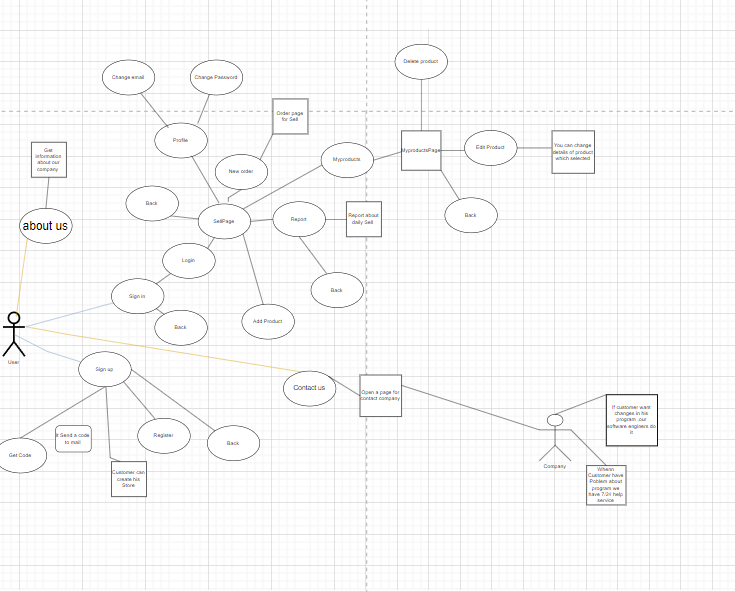 Delete product
Change email
Change Password
Order page
for Sell
Profile
MyproductsPage
Edit Product
You can change
details of product
which selected
Get
information
about our
company
Myproducts
New order
Back
Back
about us
SellPage
Report
Report about
daily Sell
Login
Sign in
Back
Back
Add Product
User
Sign up
Contact us
Open a page for
contact company
If customer want
changes in his
program ,our
software enginers do
it
It Send a code
to mail
Register
Back
Get Code
Customer can
create his
Store
Company
Whenn
Customer have
Poblem about
program we
have 7/24 help
service